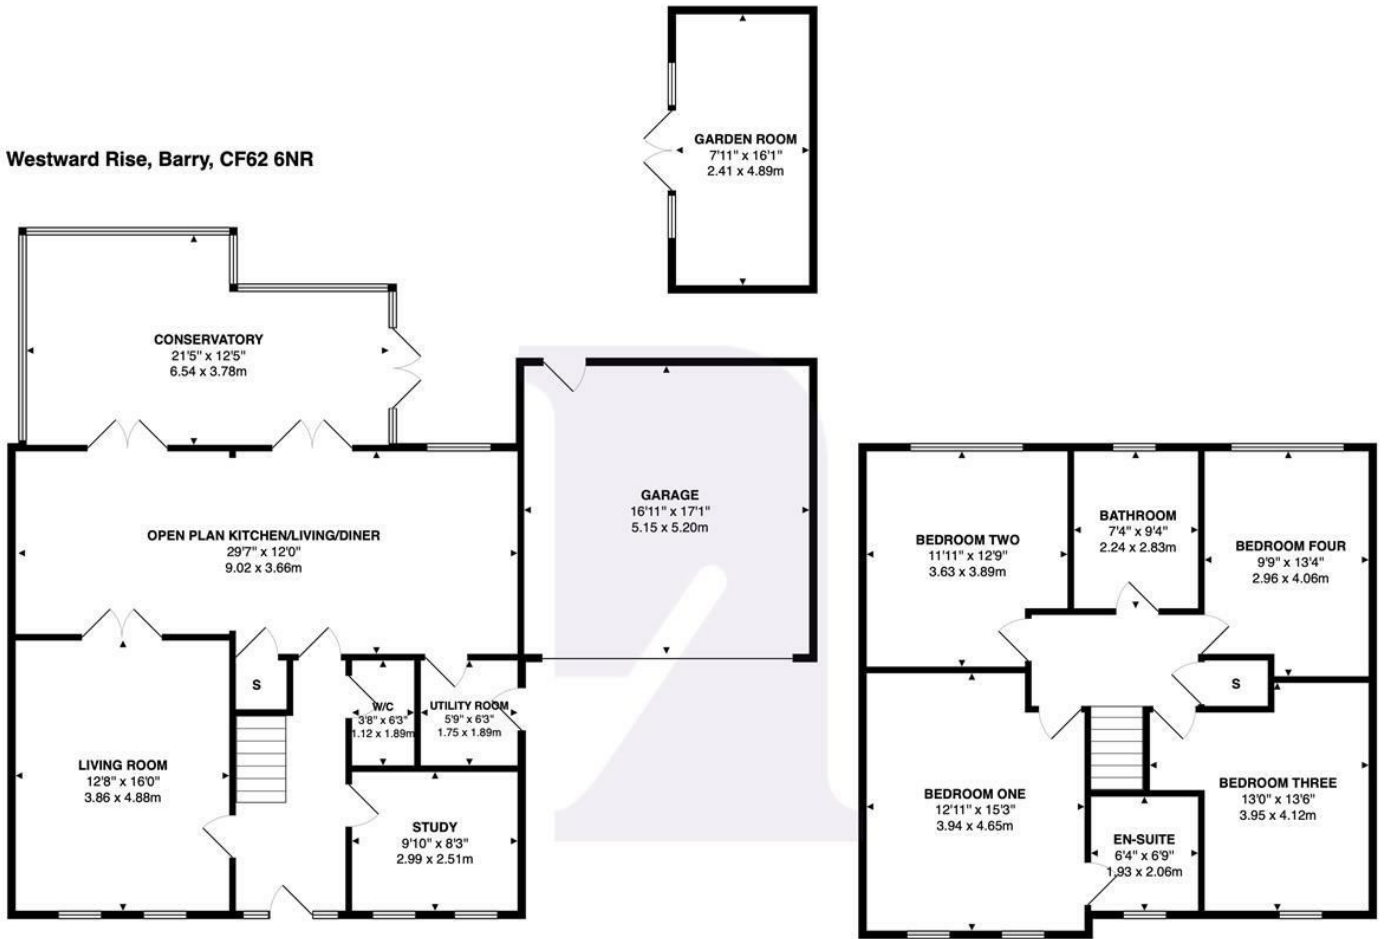 Westward Rise, Barry, CF62 6NR
GARDEN ROOM
7'11" x 16'1"
2.41 x 4.89m
CONSERVATORY
21'5" x 12'5"
6.54 x 3.78m
GARAGE
16'11" x 17'1"
5.15 x 5.20m
OPEN PLAN KITCHEN/LIVING/DINER
29'7" x 12'0"
9.02 x 3.66m
S
W/C
3'8" x 6'3"
1.12 x 1.89m
UTILITY ROOM
5'9" x 6'3"
1.75 x 1.89m
LIVING ROOM
12'8" x 16'0"
3.86 x 4.88m
STUDY
9'10" x 8'3"
2.99 x 2.51m
BEDROOM TWO
11'11" x 12'9"
3.63 x 3.89m
BATHROOM
7'4" x 9'4"
2.24 x 2.83m
BEDROOM FOUR
9'9" x 13'4"
2.96 x 4.06m
S
BEDROOM ONE
12'11" x 15'3"
3.94 x 4.65m
EN-SUITE
6'4" x 6'9"
1.93 x 2.06m
BEDROOM THREE
13'0" x 13'6"
3.95 x 4.12m